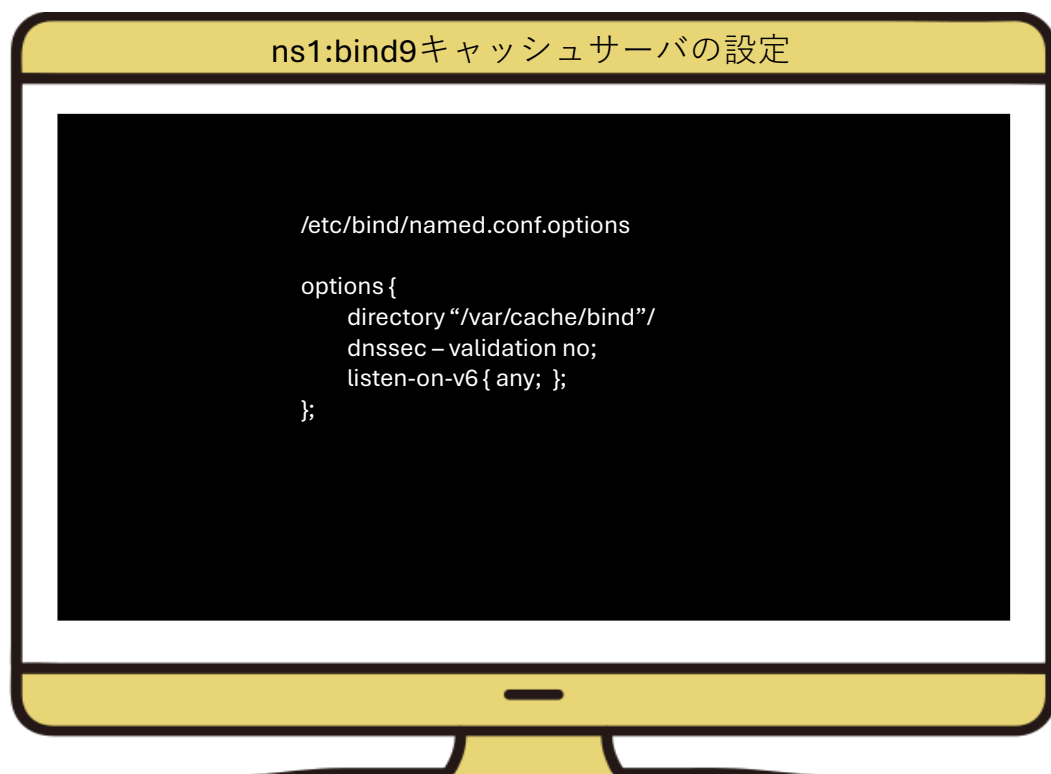 ns1:bind9キャッシュサーバの設定
/etc/bind/named.conf.options
options {
directory “/var/cache/bind”/
dnssec – validation no;
listen-on-v6 { any; };
};